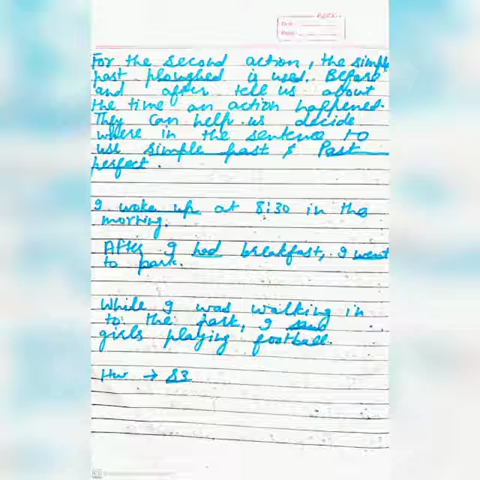 Date
For the second action, the simple
past ploughed is used. Before
and after tell us about
the time an action happened.
They can help us decide
where in the sentence to
use simple past & Past
perfect.
I woke up at 8:30 in the
morning.
After I had breakfast, I went
to park.
While I was walking in
to the park, I
girls playing football.
Hw →